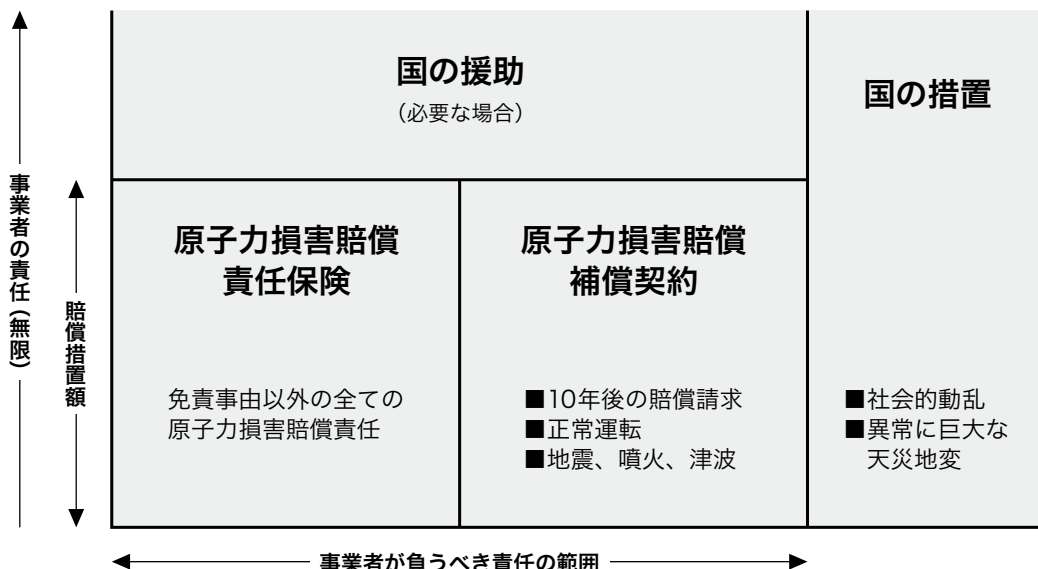 国の援助
（必要な場合）
国の措置
事業者の責任（無限）
賠償措置額
原子力損害賠償
責任保険
原子力損害賠償
補償契約
免責事由以外の全ての
原子力損害賠償責任
■10年後の賠償請求
■正常運転
■地震、噴火、津波
■社会的動乱
■異常に巨大な
天災地変
事業者が負うべき責任の範囲